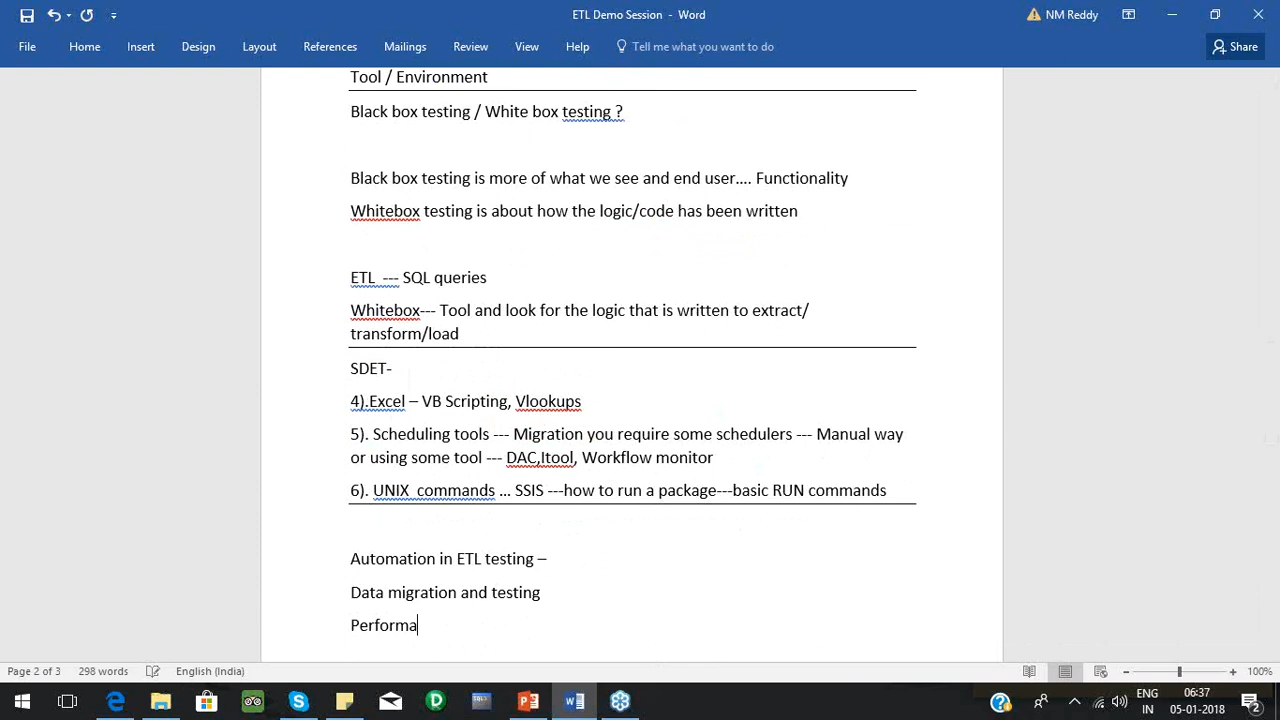 ETL Demo Session - Word
NM Reddy
File Home Insert Design Layout References Mailings Review View Help Tell me what you want to do Share
Tool / Environment
Black box testing / White box testing ?
Black box testing is more of what we see and end user.... Functionality
Whitebox testing is about how the logic/code has been written
ETL --- SQL queries
Whitebox--- Tool and look for the logic that is written to extract/
transform/load
SDET-
4).Excel – VB Scripting, Vlookups
5). Scheduling tools --- Migration you require some schedulers --- Manual way
or using some tool --- DAC,Itool, Workflow monitor
6). UNIX commands ... SSIS ---how to run a package---basic RUN commands
Automation in ETL testing –
Data migration and testing
Performa
Page 2 of 3 298 words English (India) 100%
ENG 06:37
IN 05-01-2018 2